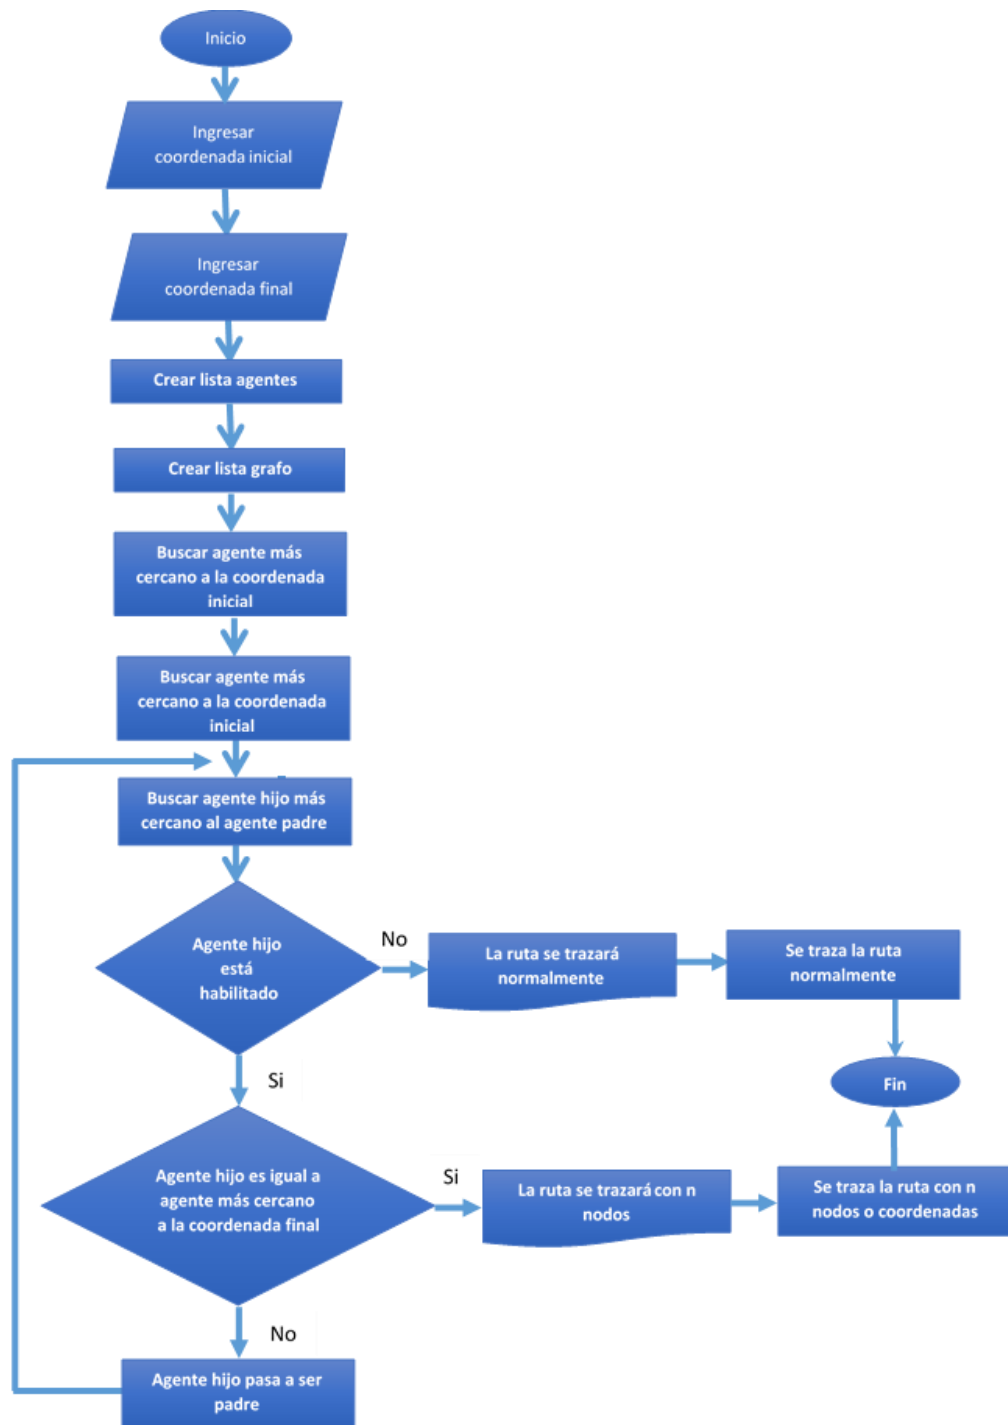 Inicio
Ingresar
coordenada inicial
Ingresar
coordenada final
Crear lista agentes
Crear lista grafo
Buscar agente más
cercano a la coordenada
inicial
Buscar agente más
cercano a la coordenada
inicial
Buscar agente hijo más
cercano al agente padre
Agente hijo
está
habilitado
No
La ruta se trazará
normalmente
Se traza la ruta
normalmente
Fin
Si
Agente hijo es igual a
agente más cercano
a la coordenada final
Si
La ruta se trazará con n
nodos
Se traza la ruta con n
nodos o coordenadas
No
Agente hijo pasa a ser
padre